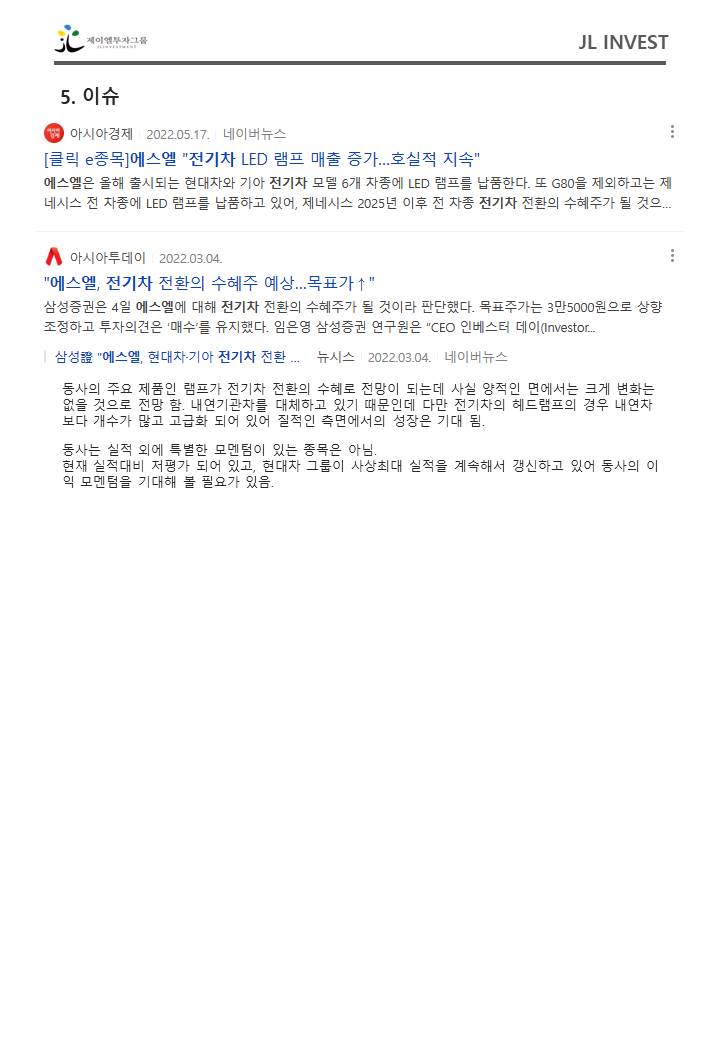 제이엘투자그룹
JL INVESTMENT
JL INVEST
5. 이슈
아시아경제 2022.05.17. 네이버뉴스
[클릭 e종목]에스엘 "전기차 LED 램프 매출 증가...호실적 지속"
에스엘은 올해 출시되는 현대차와 기아 전기차 모델 6개 차종에 LED 램프를 납품한다. 또 G80을 제외하고는 제
네시스 전 차종에 LED 램프를 납품하고 있어, 제네시스 2025년 이후 전 차종 전기차 전환의 수혜주가 될 것으...
아시아투데이 2022.03.04.
"에스엘, 전기차 전환의 수혜주 예상...목표가↑"
삼성증권은 4일 에스엘에 대해 전기차 전환의 수혜주가 될 것이라 판단했다. 목표주가는 3만5000원으로 상향
조정하고 투자의견은 ‘매수’를 유지했다. 임은영 삼성증권 연구원은 “CEO 인베스터 데이(Investor...
삼성證 "에스엘, 현대차·기아 전기차 전환 ... 뉴시스 2022.03.04. 네이버뉴스
동사의 주요 제품인 램프가 전기차 전환의 수혜로 전망이 되는데 사실 양적인 면에서는 크게 변화는
없을 것으로 전망 함. 내연기관차를 대체하고 있기 때문인데 다만 전기차의 헤드램프의 경우 내연차
보다 개수가 많고 고급화 되어 있어 질적인 측면에서의 성장은 기대 됨.
동사는 실적 외에 특별한 모멘텀이 있는 종목은 아님.
현재 실적대비 저평가 되어 있고, 현대차 그룹이 사상최대 실적을 계속해서 갱신하고 있어 동사의 이
익 모멘텀을 기대해 볼 필요가 있음.